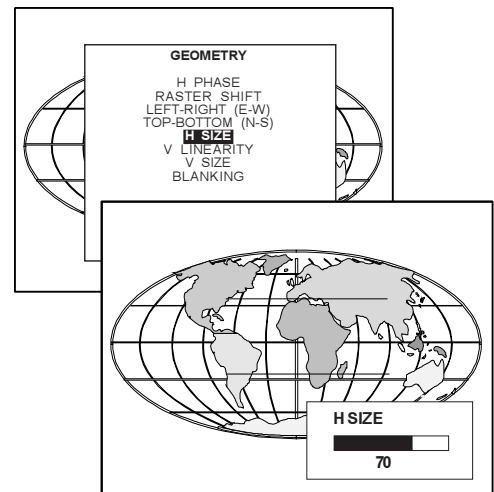 GEOMETRY
H PHASE
RASTER SHIFT
LEFT-RIGHT (E-W)
TOP-BOTTOM (N-S)
H SIZE
V LINEARITY
V SIZE
BLANKING
H SIZE
70